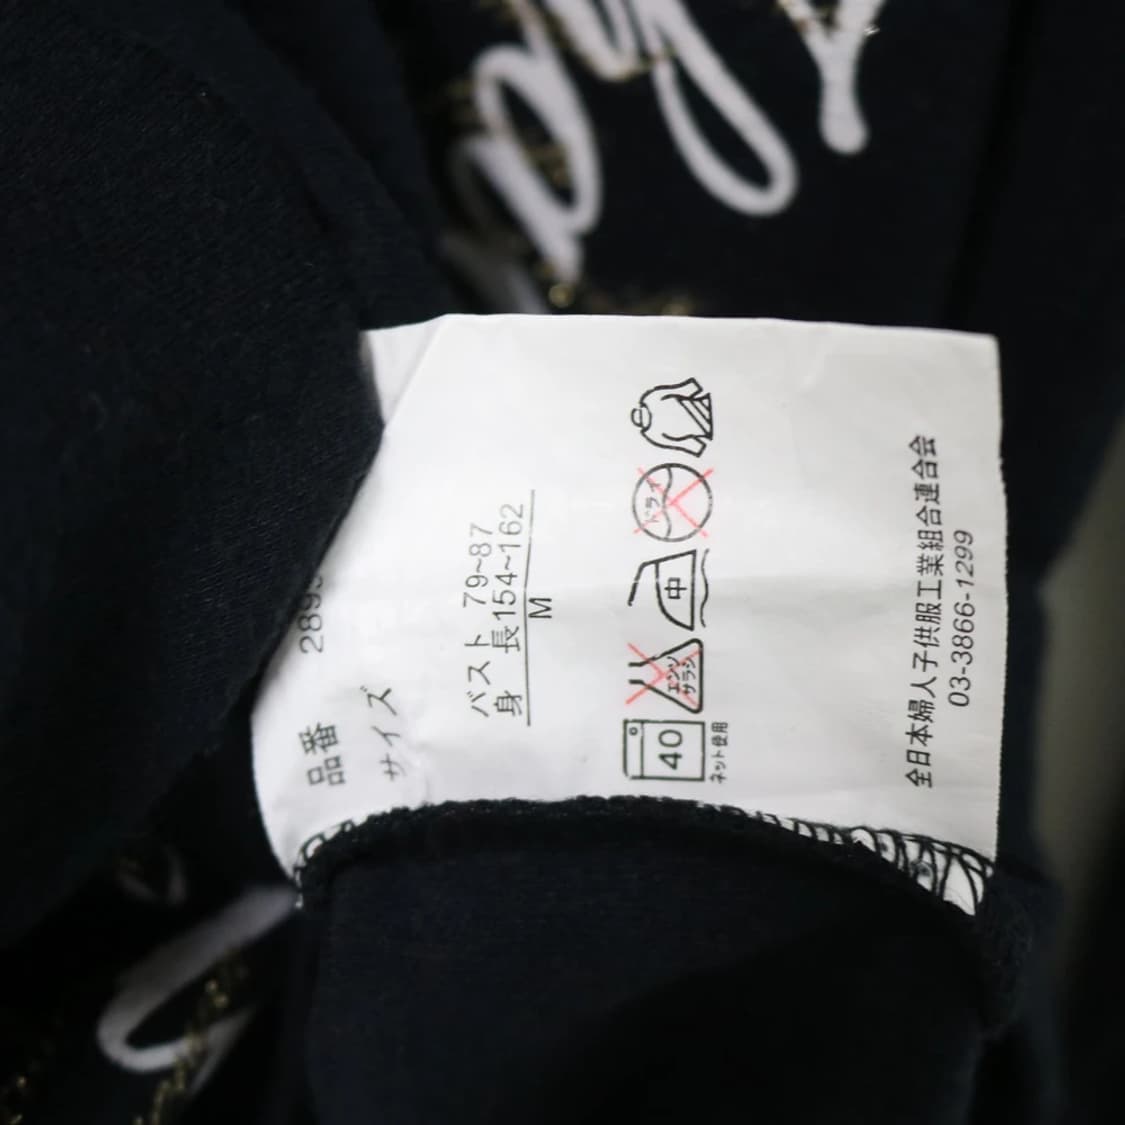 品番
サイズ
バスト 79~87
身長154~162
M
40
ネット使用
エンソ
サラシ
中
ドライ
全日本婦人子供服工業組合連合会
03-3866-1299